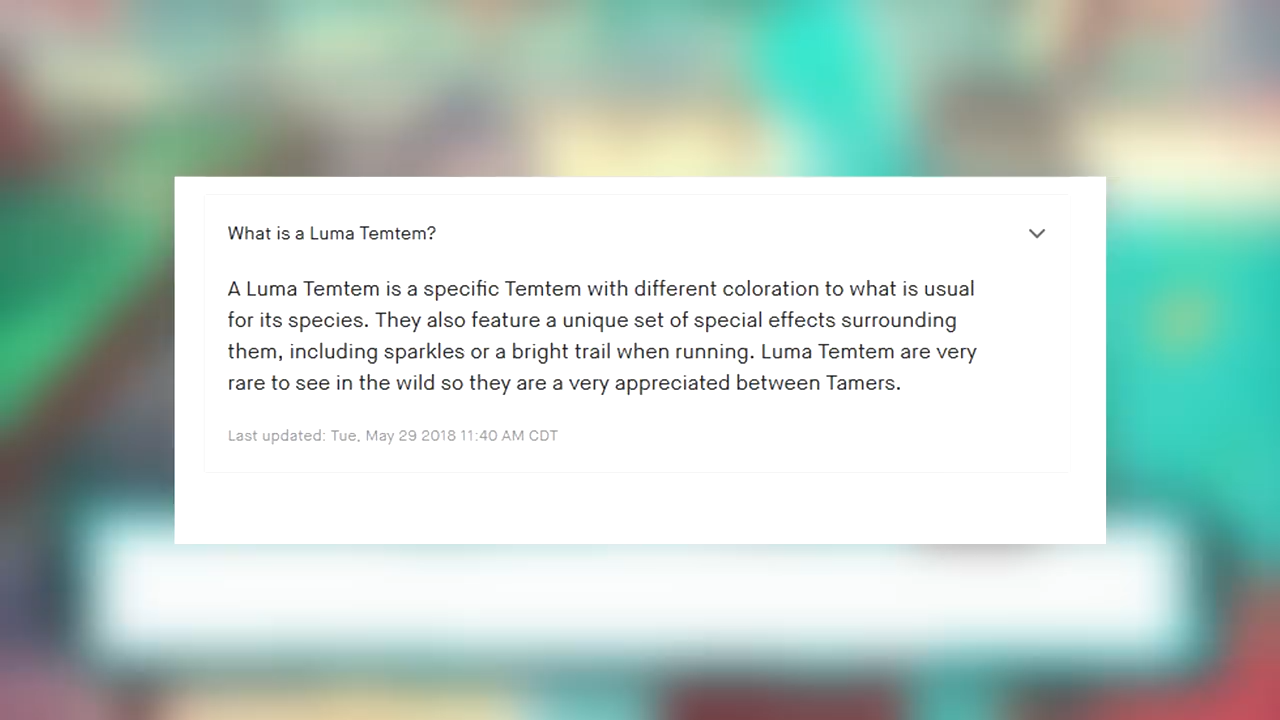 What is a Luma Temtem?
A Luma Temtem is a specific Temtem with different coloration to what is usual
for its species. They also feature a unique set of special effects surrounding
them, including sparkles or a bright trail when running. Luma Temtem are very
rare to see in the wild so they are a very appreciated between Tamers.
Last updated: Tue, May 29 2018 11:40 AM CDT